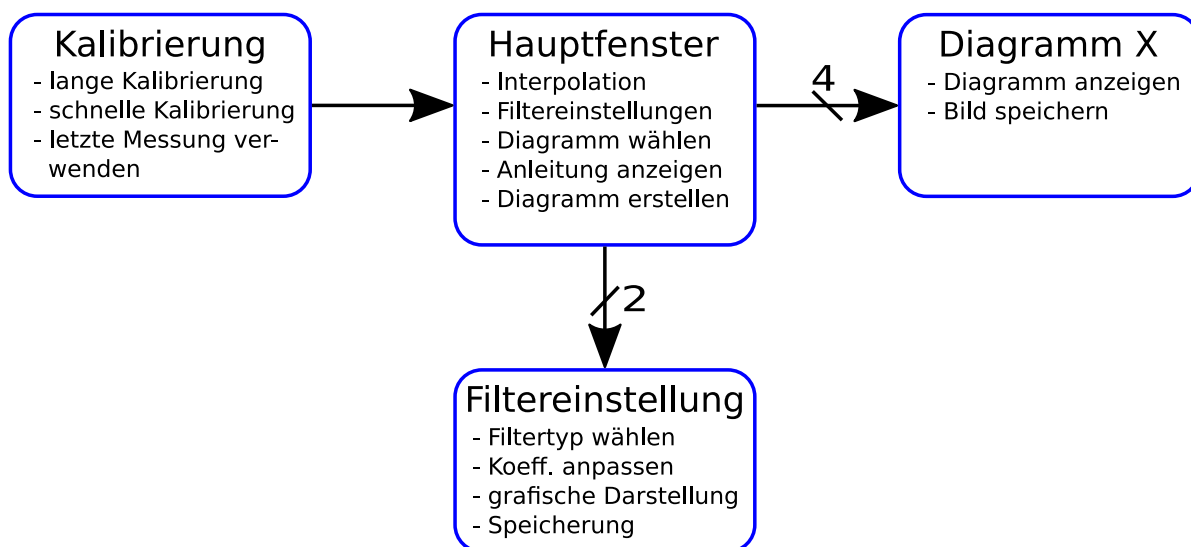 Kalibrierung
- lange Kalibrierung
- schnelle Kalibrierung
- letzte Messung ver-
wenden
Hauptfenster
- Interpolation
- Filtereinstellungen
- Diagramm wählen
- Anleitung anzeigen
- Diagramm erstellen
4
Diagramm X
- Diagramm anzeigen
- Bild speichern
2
Filtereinstellung
- Filtertyp wählen
- Koeff. anpassen
- grafische Darstellung
- Speicherung